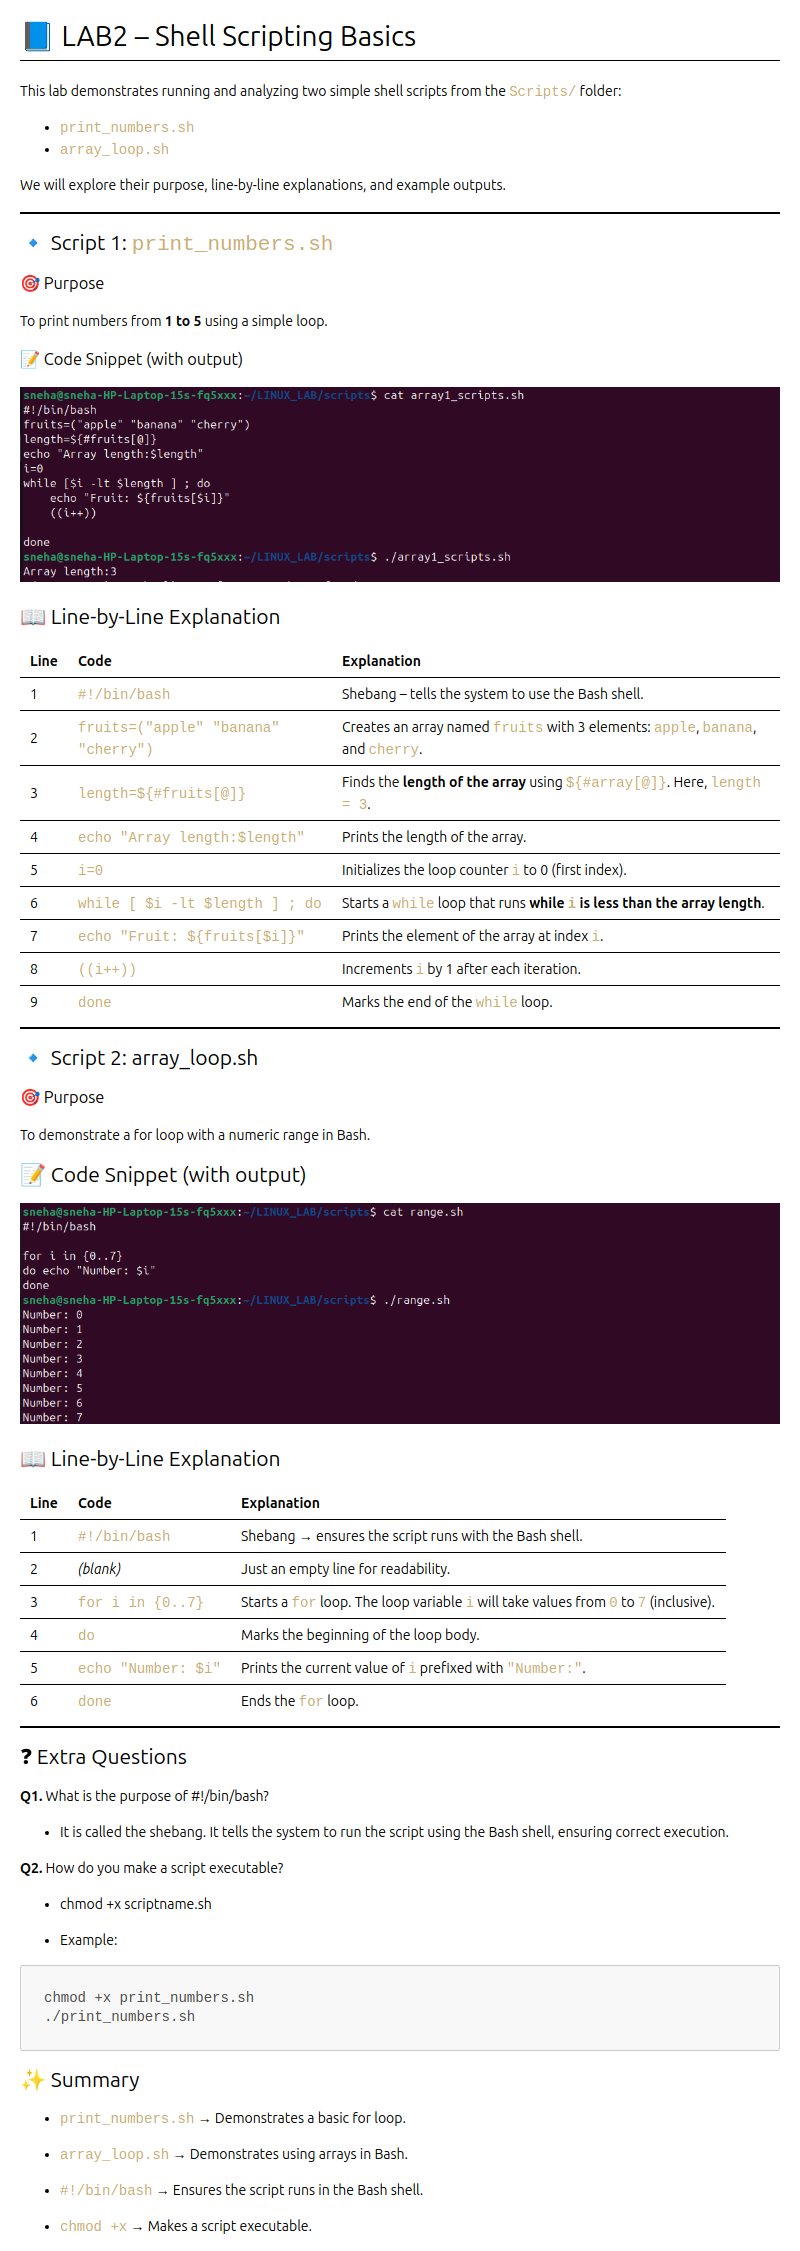 📘 LAB2 – Shell Scripting Basics
This lab demonstrates running and analyzing two simple shell scripts from the Scripts/ folder:
• print_numbers.sh
• array_loop.sh
We will explore their purpose, line-by-line explanations, and example outputs.
🔹 Script 1: print_numbers.sh
🎯 Purpose
To print numbers from 1 to 5 using a simple loop.
📝 Code Snippet (with output)
sneha@sneha-HP-Laptop-15s-fq5xxx:~/LINUX_LAB/scripts$ cat array1_scripts.sh
#!/bin/bash
fruits=("apple" "banana" "cherry")
length=${#fruits[@]}
echo "Array length:$length"
i=0
while [$i -lt $length ] ; do
    echo "Fruit: ${fruits[$i]}"
    ((i++))
done
sneha@sneha-HP-Laptop-15s-fq5xxx:~/LINUX_LAB/scripts$ ./array1_scripts.sh
Array length:3
📖 Line-by-Line Explanation
Line Code Explanation
1 #!/bin/bash Shebang – tells the system to use the Bash shell.
2 fruits=("apple" "banana" "cherry") Creates an array named fruits with 3 elements: apple, banana, and cherry.
3 length=${#fruits[@]} Finds the length of the array using ${#array[@]}. Here, length = 3.
4 echo "Array length:$length" Prints the length of the array.
5 i=0 Initializes the loop counter i to 0 (first index).
6 while [ $i -lt $length ] ; do Starts a while loop that runs while i is less than the array length.
7 echo "Fruit: ${fruits[$i]}" Prints the element of the array at index i.
8 ((i++)) Increments i by 1 after each iteration.
9 done Marks the end of the while loop.
🔹 Script 2: array_loop.sh
🎯 Purpose
To demonstrate a for loop with a numeric range in Bash.
📝 Code Snippet (with output)
sneha@sneha-HP-Laptop-15s-fq5xxx:~/LINUX_LAB/scripts$ cat range.sh
#!/bin/bash
for i in {0..7}
do echo "Number: $i"
done
sneha@sneha-HP-Laptop-15s-fq5xxx:~/LINUX_LAB/scripts$ ./range.sh
Number: 0
Number: 1
Number: 2
Number: 3
Number: 4
Number: 5
Number: 6
Number: 7
📖 Line-by-Line Explanation
Line Code Explanation
1 #!/bin/bash Shebang → ensures the script runs with the Bash shell.
2 (blank) Just an empty line for readability.
3 for i in {0..7} Starts a for loop. The loop variable i will take values from 0 to 7 (inclusive).
4 do Marks the beginning of the loop body.
5 echo "Number: $i" Prints the current value of i prefixed with "Number:".
6 done Ends the for loop.
❓ Extra Questions
Q1. What is the purpose of #!/bin/bash?
• It is called the shebang. It tells the system to run the script using the Bash shell, ensuring correct execution.
Q2. How do you make a script executable?
• chmod +x scriptname.sh
• Example:
chmod +x print_numbers.sh
./print_numbers.sh
✨ Summary
• print_numbers.sh → Demonstrates a basic for loop.
• array_loop.sh → Demonstrates using arrays in Bash.
• #!/bin/bash → Ensures the script runs in the Bash shell.
• chmod +x → Makes a script executable.